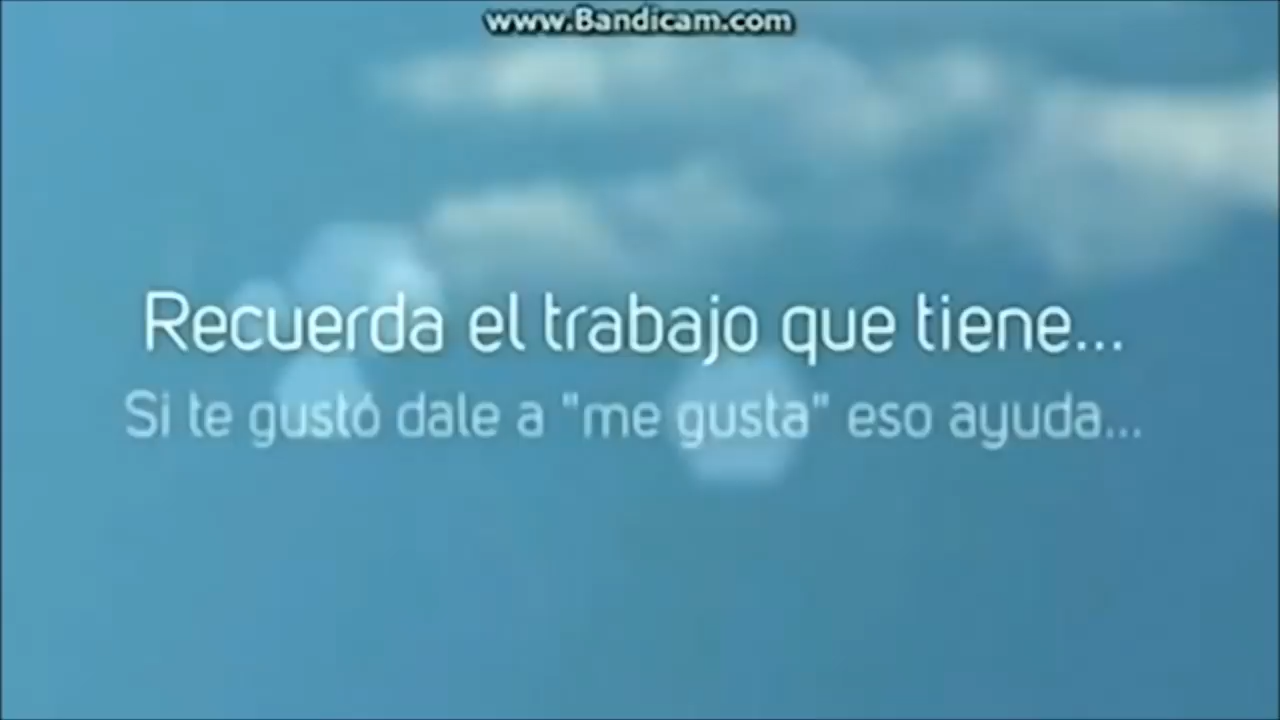 www.Bandicam.com
Recuerda el trabajo que tiene...
Si te gustó dale a "me gusta" eso ayuda...